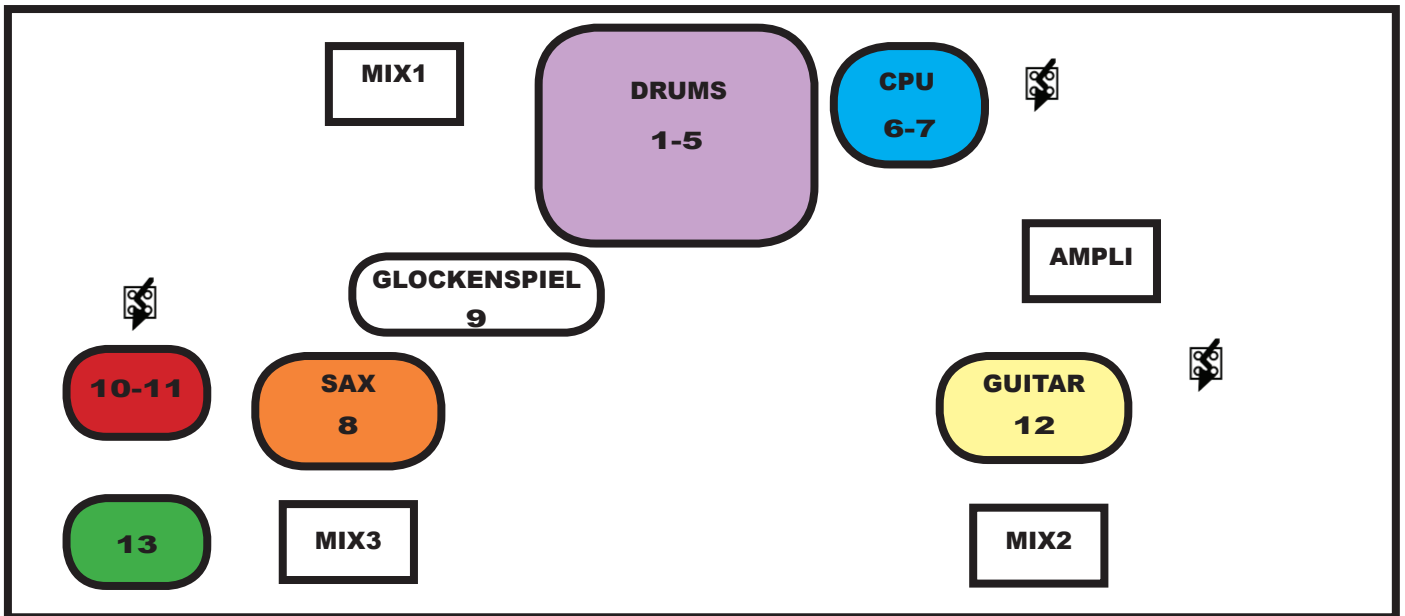 MIX1
DRUMS
1-5
CPU
6-7
AMPLI
GLOCKENSPIEL
9
10-11
SAX
8
GUITAR
12
13
MIX3
MIX2